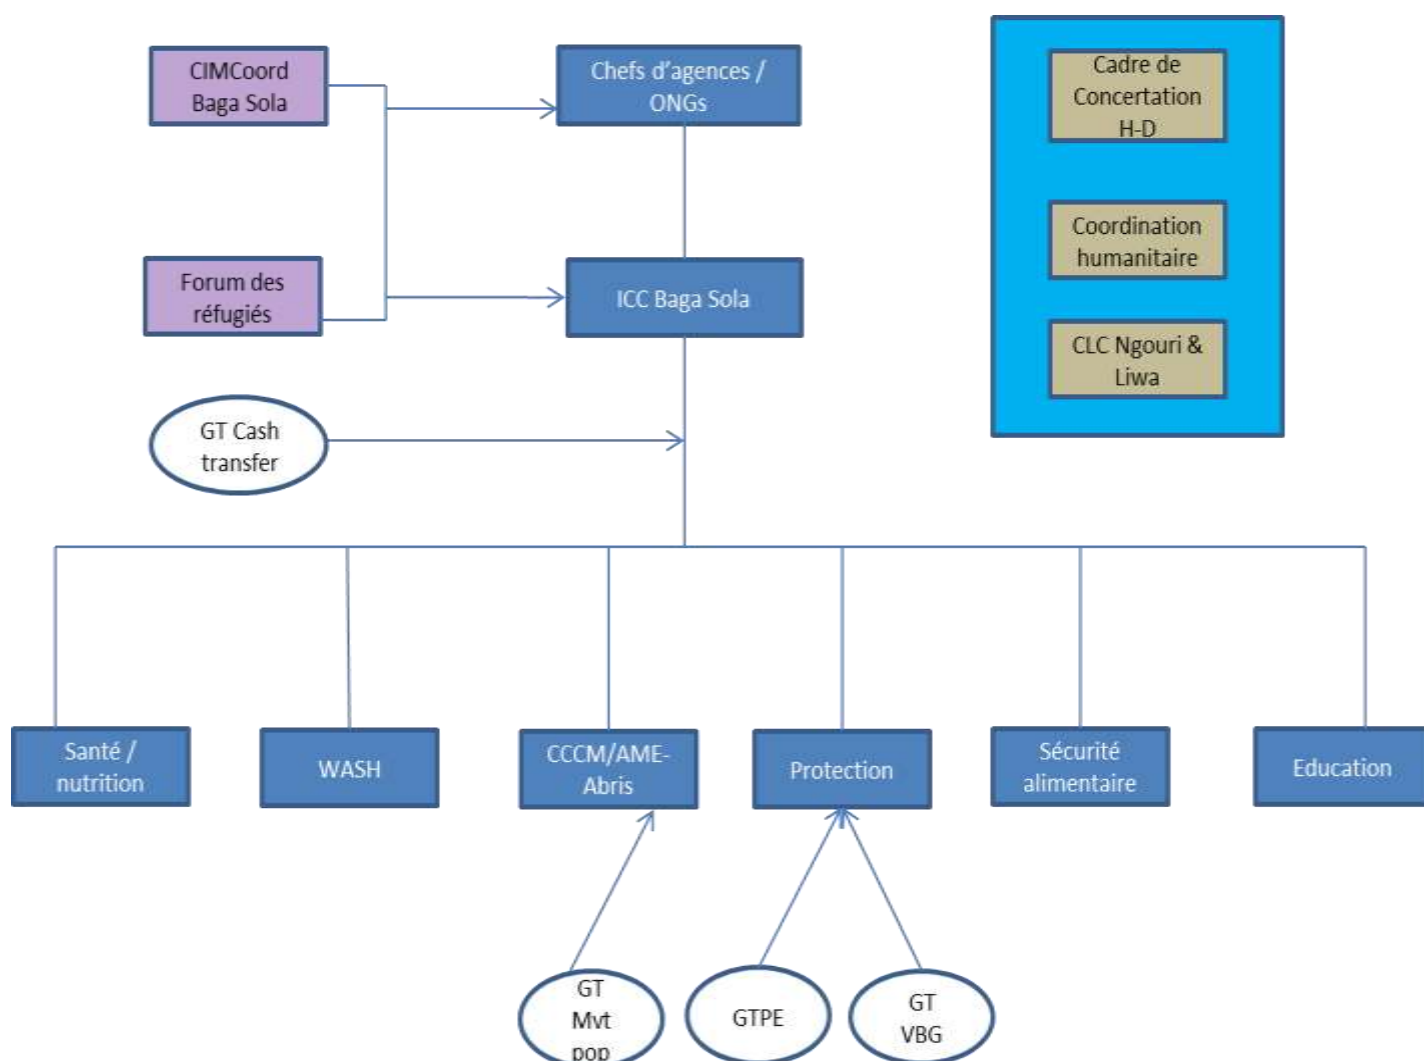 CIMCoord
Baga Sola
Chefs d’agences /
ONGs
Cadre de
Concertation
H-D
Coordination
humanitaire
CLC Ngouri &
Liwa
Forum des
réfugiés
ICC Baga Sola
GT Cash
transfer
Santé /
nutrition
WASH
CCCM/AME-
Abris
Protection
Sécurité
alimentaire
Education
GT
Mvt
pop
GTPE
GT
VBG